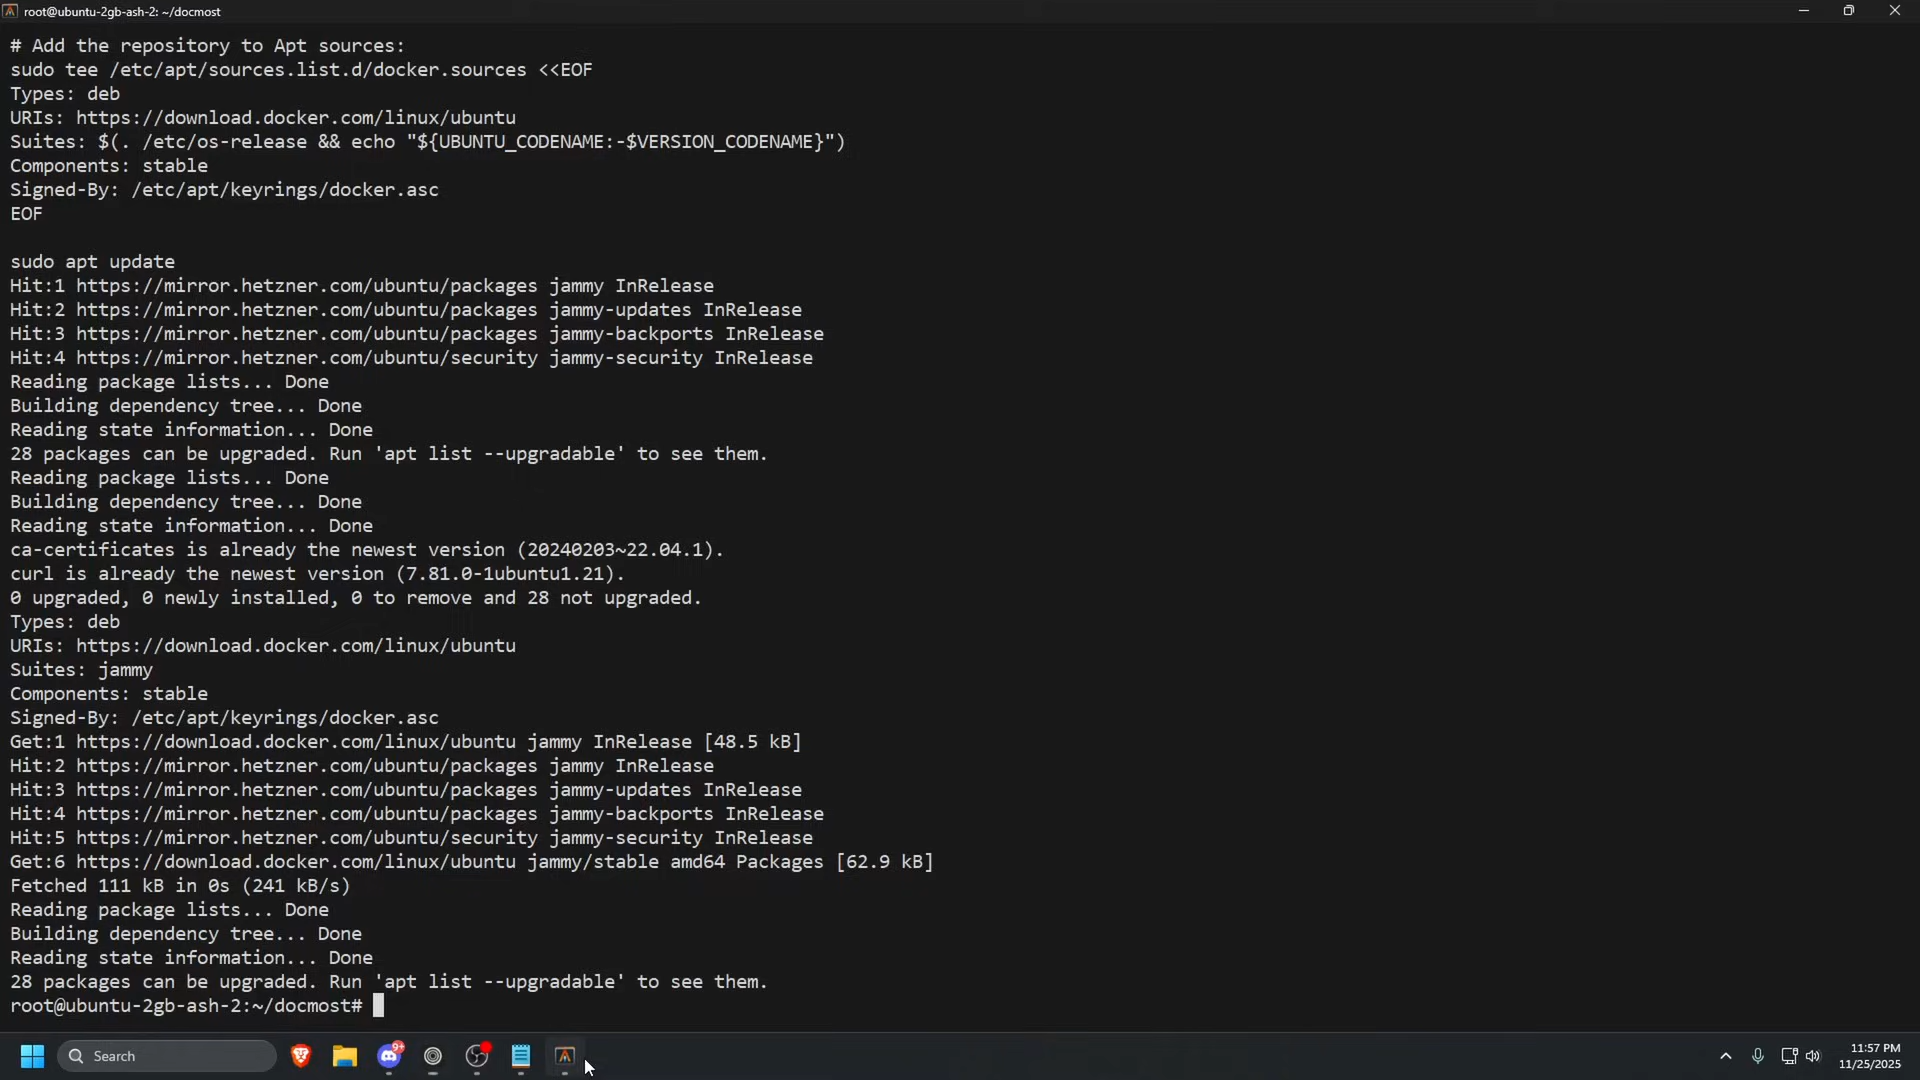 root@ubuntu-2gb-ash-2: ~/docmost
# Add the repository to Apt sources:
sudo tee /etc/apt/sources.list.d/docker.sources <<EOF
Types: deb
URIs: https://download.docker.com/linux/ubuntu
Suites: $(. /etc/os-release && echo "${UBUNTU_CODENAME:-$VERSION_CODENAME}")
Components: stable
Signed-By: /etc/apt/keyrings/docker.asc
EOF
sudo apt update
Hit:1 https://mirror.hetzner.com/ubuntu/packages jammy InRelease
Hit:2 https://mirror.hetzner.com/ubuntu/packages jammy-updates InRelease
Hit:3 https://mirror.hetzner.com/ubuntu/packages jammy-backports InRelease
Hit:4 https://mirror.hetzner.com/ubuntu/security jammy-security InRelease
Reading package lists... Done
Building dependency tree... Done
Reading state information... Done
28 packages can be upgraded. Run 'apt list --upgradable' to see them.
Reading package lists... Done
Building dependency tree... Done
Reading state information... Done
ca-certificates is already the newest version (20240203~22.04.1).
curl is already the newest version (7.81.0-1ubuntu1.21).
0 upgraded, 0 newly installed, 0 to remove and 28 not upgraded.
Types: deb
URIs: https://download.docker.com/linux/ubuntu
Suites: jammy
Components: stable
Signed-By: /etc/apt/keyrings/docker.asc
Get:1 https://download.docker.com/linux/ubuntu jammy InRelease [48.5 kB]
Hit:2 https://mirror.hetzner.com/ubuntu/packages jammy InRelease
Hit:3 https://mirror.hetzner.com/ubuntu/packages jammy-updates InRelease
Hit:4 https://mirror.hetzner.com/ubuntu/packages jammy-backports InRelease
Hit:5 https://mirror.hetzner.com/ubuntu/security jammy-security InRelease
Get:6 https://download.docker.com/linux/ubuntu jammy/stable amd64 Packages [62.9 kB]
Fetched 111 kB in 0s (241 kB/s)
Reading package lists... Done
Building dependency tree... Done
Reading state information... Done
28 packages can be upgraded. Run 'apt list --upgradable' to see them.
root@ubuntu-2gb-ash-2:~/docmost#
Search
9+
11:57 PM
11/25/2025